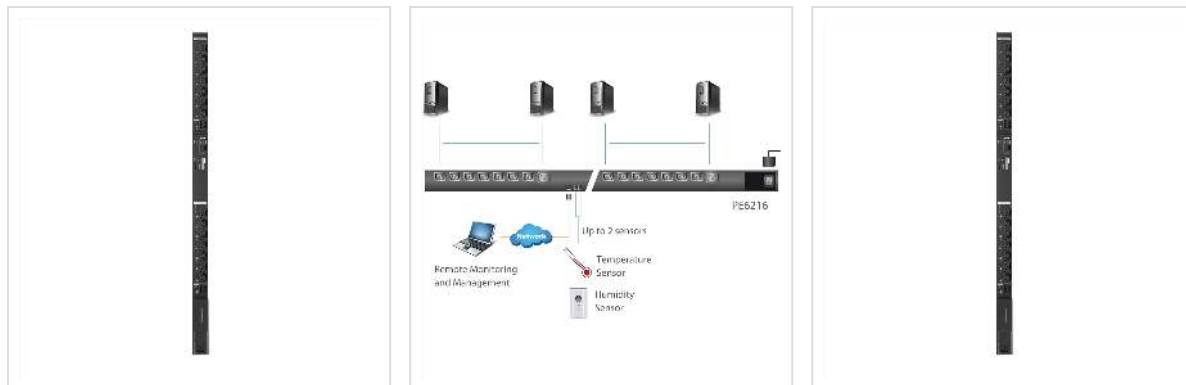 PE6216
Network
Up to 2 sensors
Temperature
Sensor
Remote Monitoring
and Management
Humidity
Sensor